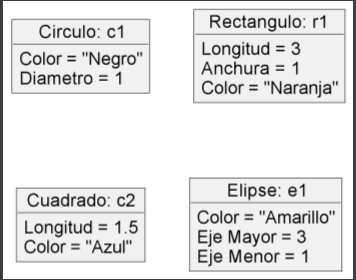 Circulo: c1
Color = "Negro"
Diametro = 1
Rectangulo: r1
Longitud = 3
Anchura = 1
Color = "Naranja"
Cuadrado: c2
Longitud = 1.5
Color = "Azul"
Elipse: e1
Color = "Amarillo"
Eje Mayor = 3
Eje Menor = 1